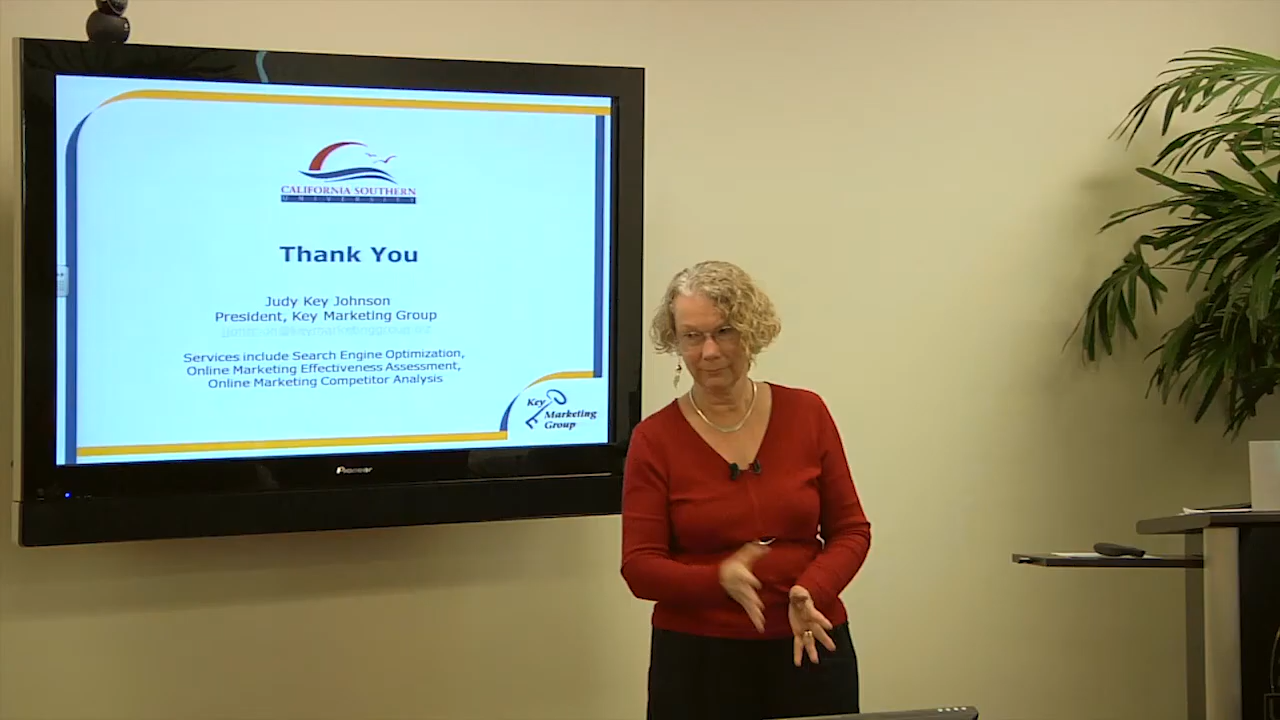 CALIFORNIA SOUTHERN
UNIVERSITY
Thank You
Judy Key Johnson
President, Key Marketing Group
Services include Search Engine Optimization,
Online Marketing Effectiveness Assessment,
Online Marketing Competitor Analysis
Key
Marketing
Group
Pioneer